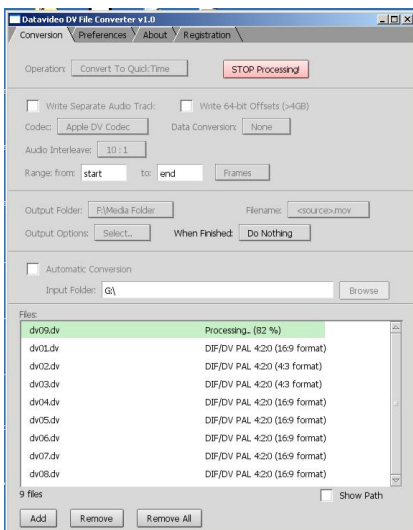 Datavideo DV File Converter v1.0
Conversion Preferences About Registration
Operation: Convert To QuickTime STOP Processing!
Write Separate Audio Track: Write 64-bit Offsets (>4GB)
Codec: Apple DV Codec Data Conversion: None
Audio Interleave: 10 : 1
Range: from: start to: end Frames
Output Folder: F:\Media Folder Filename: <source>.mov
Output Options: Select.. When Finished: Do Nothing
Automatic Conversion
Input Folder: G:\ Browse
Files:
dv09.dv Processing... (82 %)
dv01.dv DIF/DV PAL 4:2:0 (16:9 format)
dv02.dv DIF/DV PAL 4:2:0 (4:3 format)
dv03.dv DIF/DV PAL 4:2:0 (4:3 format)
dv04.dv DIF/DV PAL 4:2:0 (16:9 format)
dv05.dv DIF/DV PAL 4:2:0 (16:9 format)
dv06.dv DIF/DV PAL 4:2:0 (16:9 format)
dv07.dv DIF/DV PAL 4:2:0 (16:9 format)
dv08.dv DIF/DV PAL 4:2:0 (16:9 format)
9 files Show Path
Add Remove Remove All